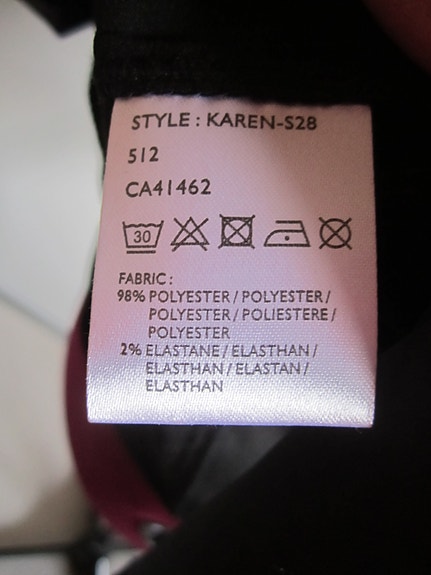 STYLE : KAREN-S28
512
CA41462
30
FABRIC :
98% POLYESTER / POLYESTER /
POLYESTER / POLIESTERE /
POLYESTER
2% ELASTANE / ELASTHAN /
ELASTHAN / ELASTAN /
ELASTHAN